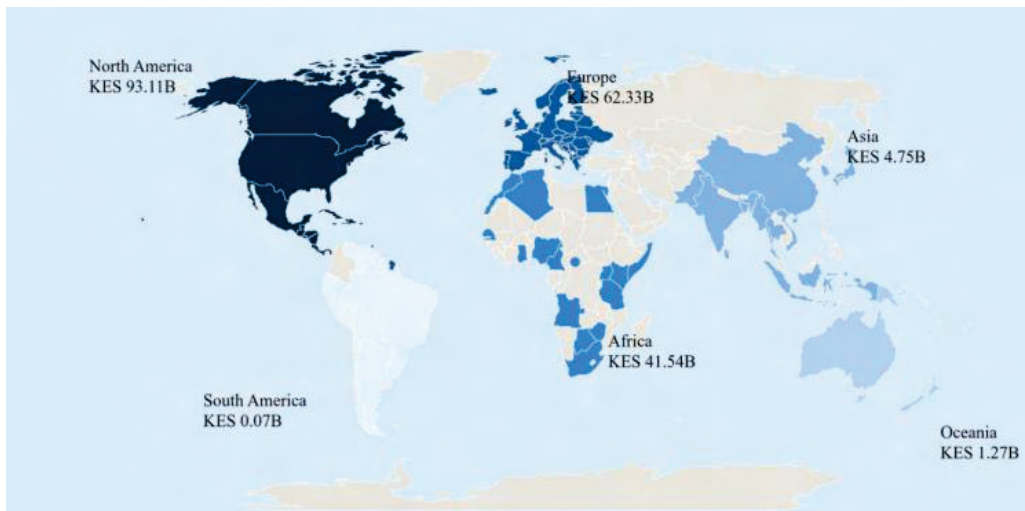 North America
KES 93.11B
Europe
KES 62.33B
Asia
KES 4.75B
Africa
KES 41.54B
South America
KES 0.07B
Oceania
KES 1.27B